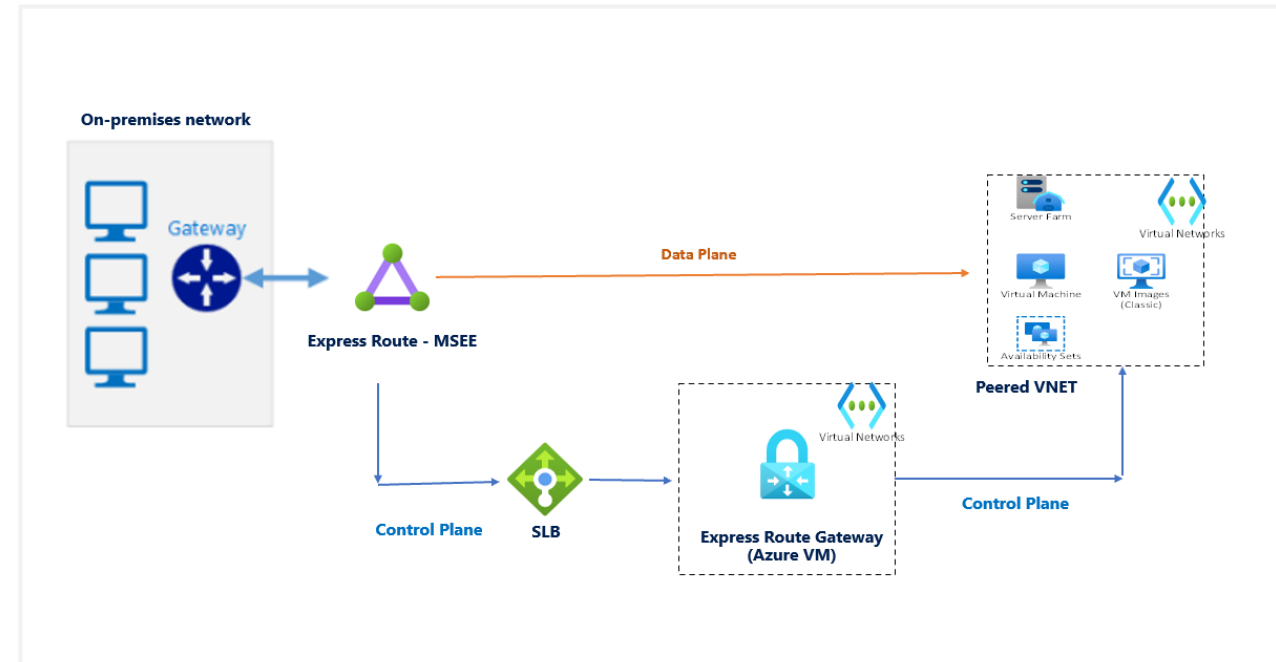 On-premises network
Gateway
Express Route - MSEE
Data Plane
Server Farm
Virtual Networks
Virtual Machine
VM Images
(Classic)
Availability Sets
Peered VNET
Control Plane
SLB
Virtual Networks
Express Route Gateway
(Azure VM)
Control Plane